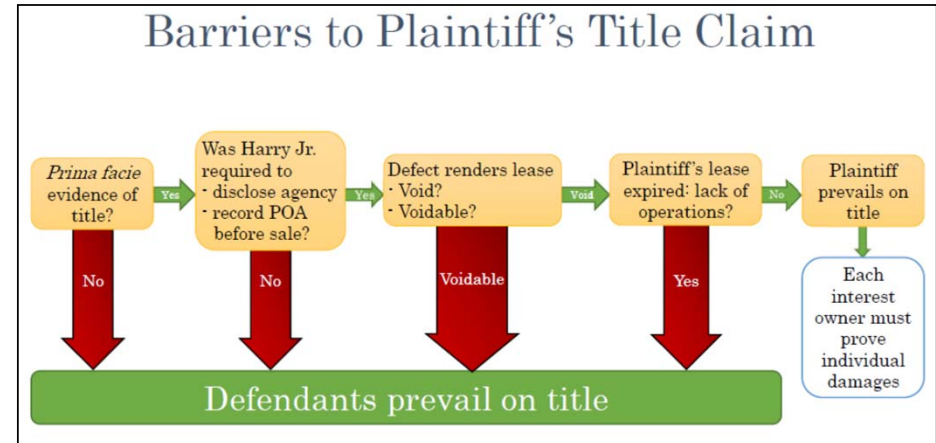 Barriers to Plaintiff's Title Claim
Prima facie
evidence of
title?
Yes
Was Harry Jr.
required to
- disclose agency
- record POA
before sale?
Yes
Defect renders lease
- Void?
- Voidable?
Void
Plaintiff's lease
expired: lack of
operations?
No
Plaintiff
prevails on
title
No
No
Voidable
Yes
Each
interest
owner must
prove
individual
damages
Defendants prevail on title